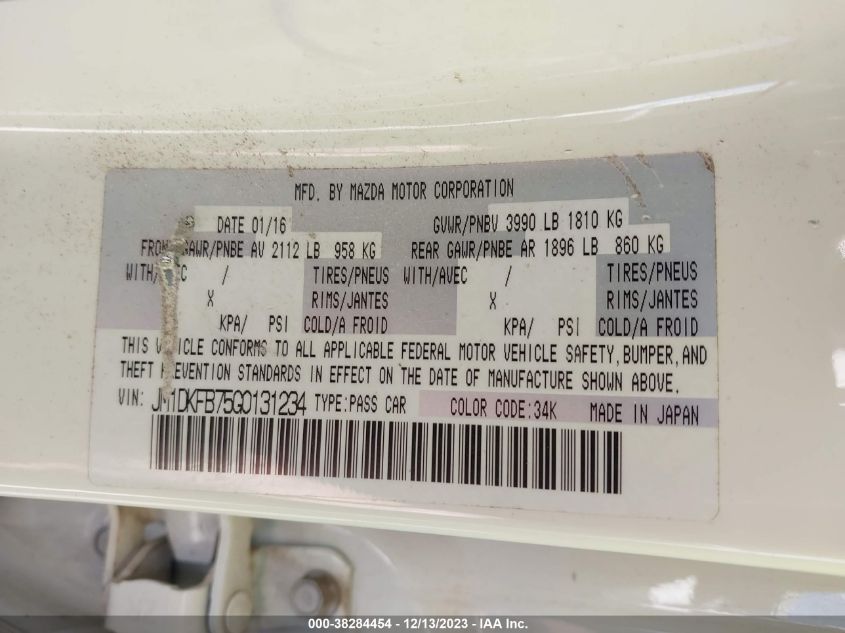 MFD. BY MAZDA MOTOR CORPORATION
DATE 01/16 GVWR/PNBV 3990 LB 1810 KG
GAWR/PNBE AV 2112 LB 958 KG REAR GAWR/PNBE AR 1896 LB 860 KG
WITH/AVEC / TIRES/PNEUS WITH/AVEC / TIRES/PNEUS
X RIMS/JANTES X RIMS/JANTES
KPA/ PSI COLD/A FROID KPA/ PSI COLD/A FROID
THIS CONFORMS TO ALL APPLICABLE FEDERAL MOTOR VEHICLE SAFETY, BUMPER, AND
THEFT STANDARDS IN EFFECT ON THE DATE OF MANUFACTURE SHOWN ABOVE.
VIN: JM1DKFB75G0131234 TYPE:PASS CAR COLOR CODE:34K MADE IN JAPAN
000-38284454 - 12/13/2023 - IAA Inc.